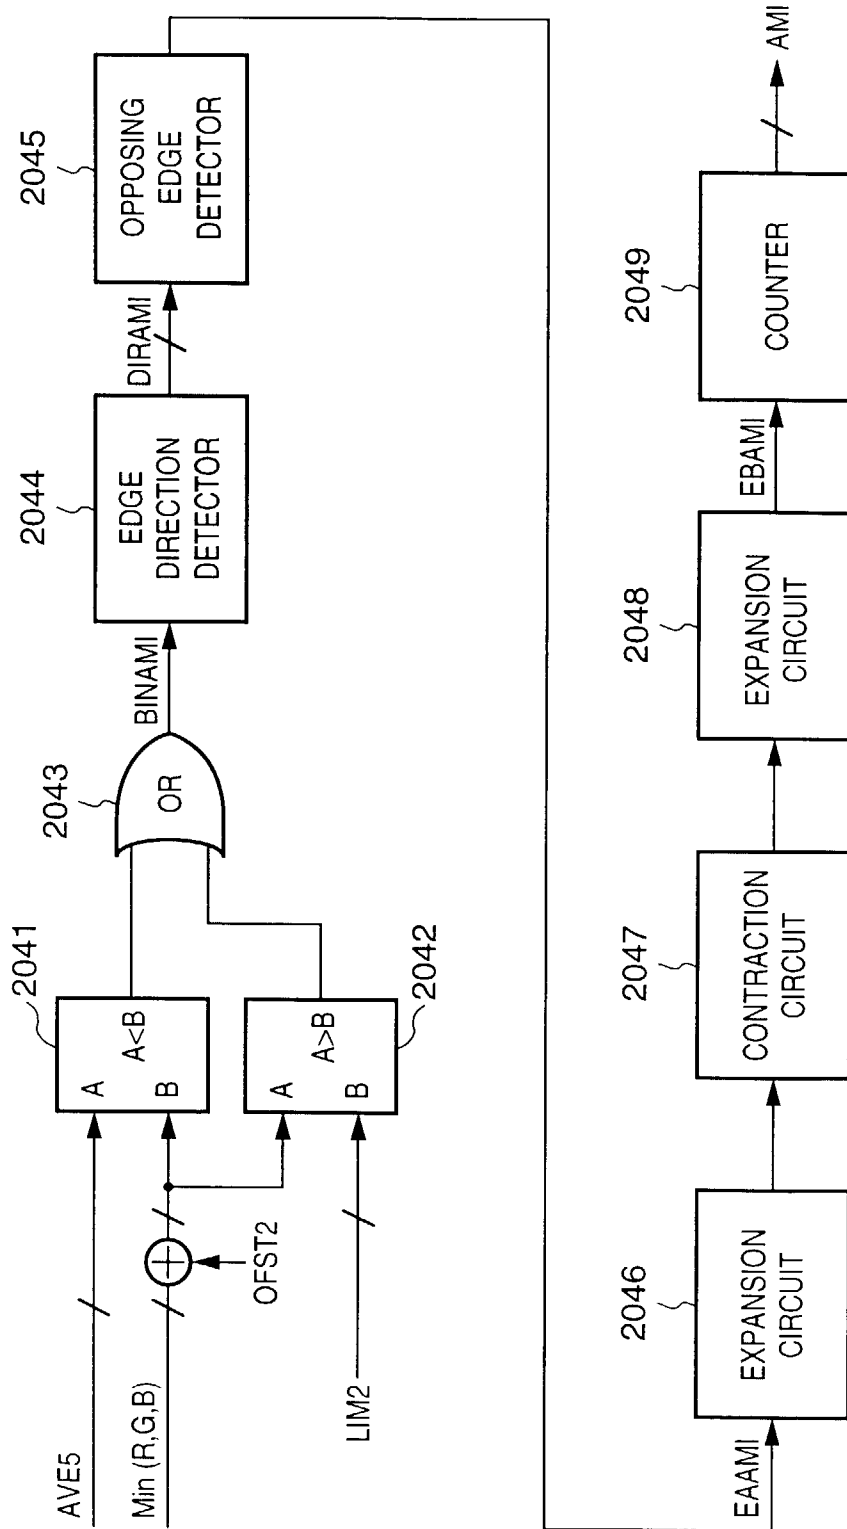 AVE5
Min (R,G,B)
OFST2
LIM2
2041
A
B
A<B
2042
A
B
A>B
2043
OR
BINAMI
2044
EDGE
DIRECTION
DETECTOR
DIRAMI
2045
OPPOSING
EDGE
DETECTOR
EAAMI
2046
EXPANSION
CIRCUIT
2047
CONTRACTION
CIRCUIT
2048
EXPANSION
CIRCUIT
EBAMI
2049
COUNTER
AMI